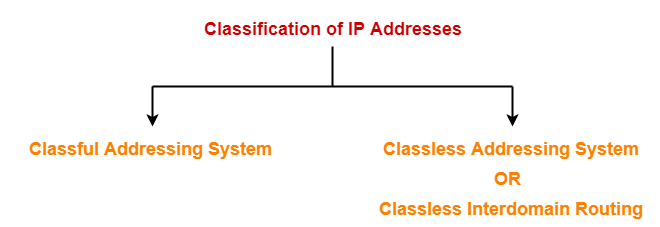 Classification of IP Addresses
Classful Addressing System
Classless Addressing System
OR
Classless Interdomain Routing